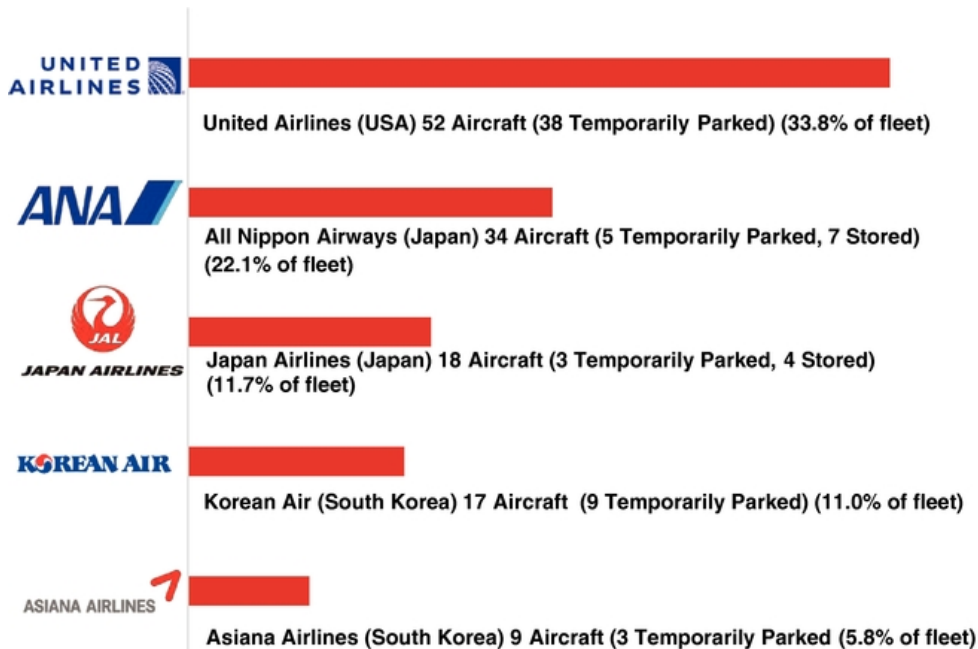 UNITED
AIRLINES
United Airlines (USA) 52 Aircraft (38 Temporarily Parked) (33.8% of fleet)
ANA
All Nippon Airways (Japan) 34 Aircraft (5 Temporarily Parked, 7 Stored)
(22.1% of fleet)
JAL
JAPAN AIRLINES
Japan Airlines (Japan) 18 Aircraft (3 Temporarily Parked, 4 Stored)
(11.7% of fleet)
KOREAN AIR
Korean Air (South Korea) 17 Aircraft (9 Temporarily Parked) (11.0% of fleet)
ASIANA AIRLINES
Asiana Airlines (South Korea) 9 Aircraft (3 Temporarily Parked (5.8% of fleet)